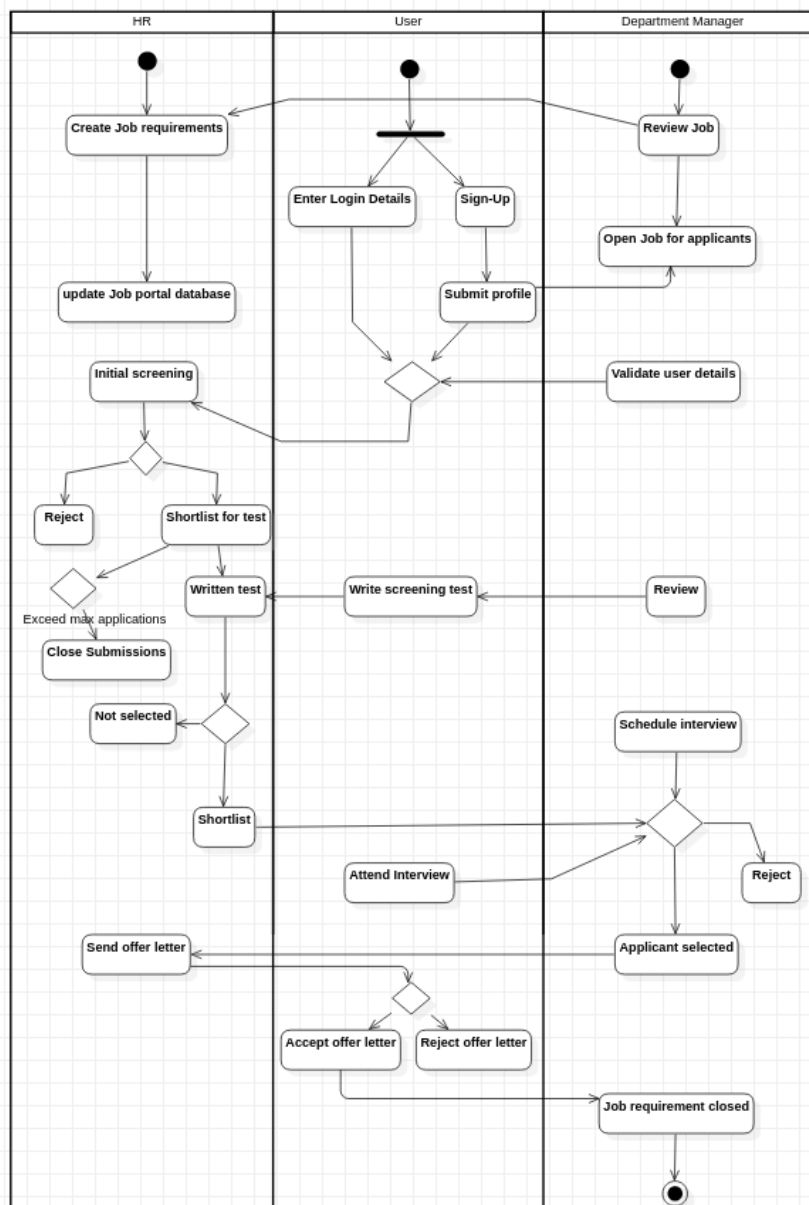 HR
User
Department Manager
Create Job requirements
Review Job
Enter Login Details
Sign-Up
Open Job for applicants
update Job portal database
Submit profile
Initial screening
Validate user details
Reject
Shortlist for test
Written test
Write screening test
Review
Exceed max applications
Close Submissions
Not selected
Schedule interview
Shortlist
Attend Interview
Reject
Send offer letter
Applicant selected
Accept offer letter
Reject offer letter
Job requirement closed